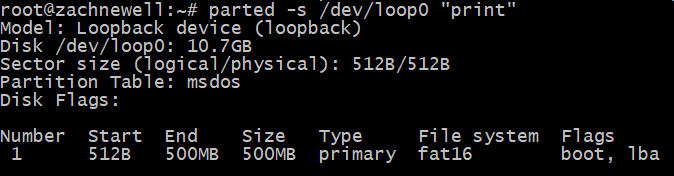 root@zachnewell:~# parted -s /dev/loop0 "print"
Model: Loopback device (loopback)
Disk /dev/loop0: 10.7GB
Sector size (logical/physical): 512B/512B
Partition Table: msdos
Disk Flags:
Number  Start  End    Size   Type     File system  Flags
 1      512B   500MB  500MB  primary  fat16        boot, lba